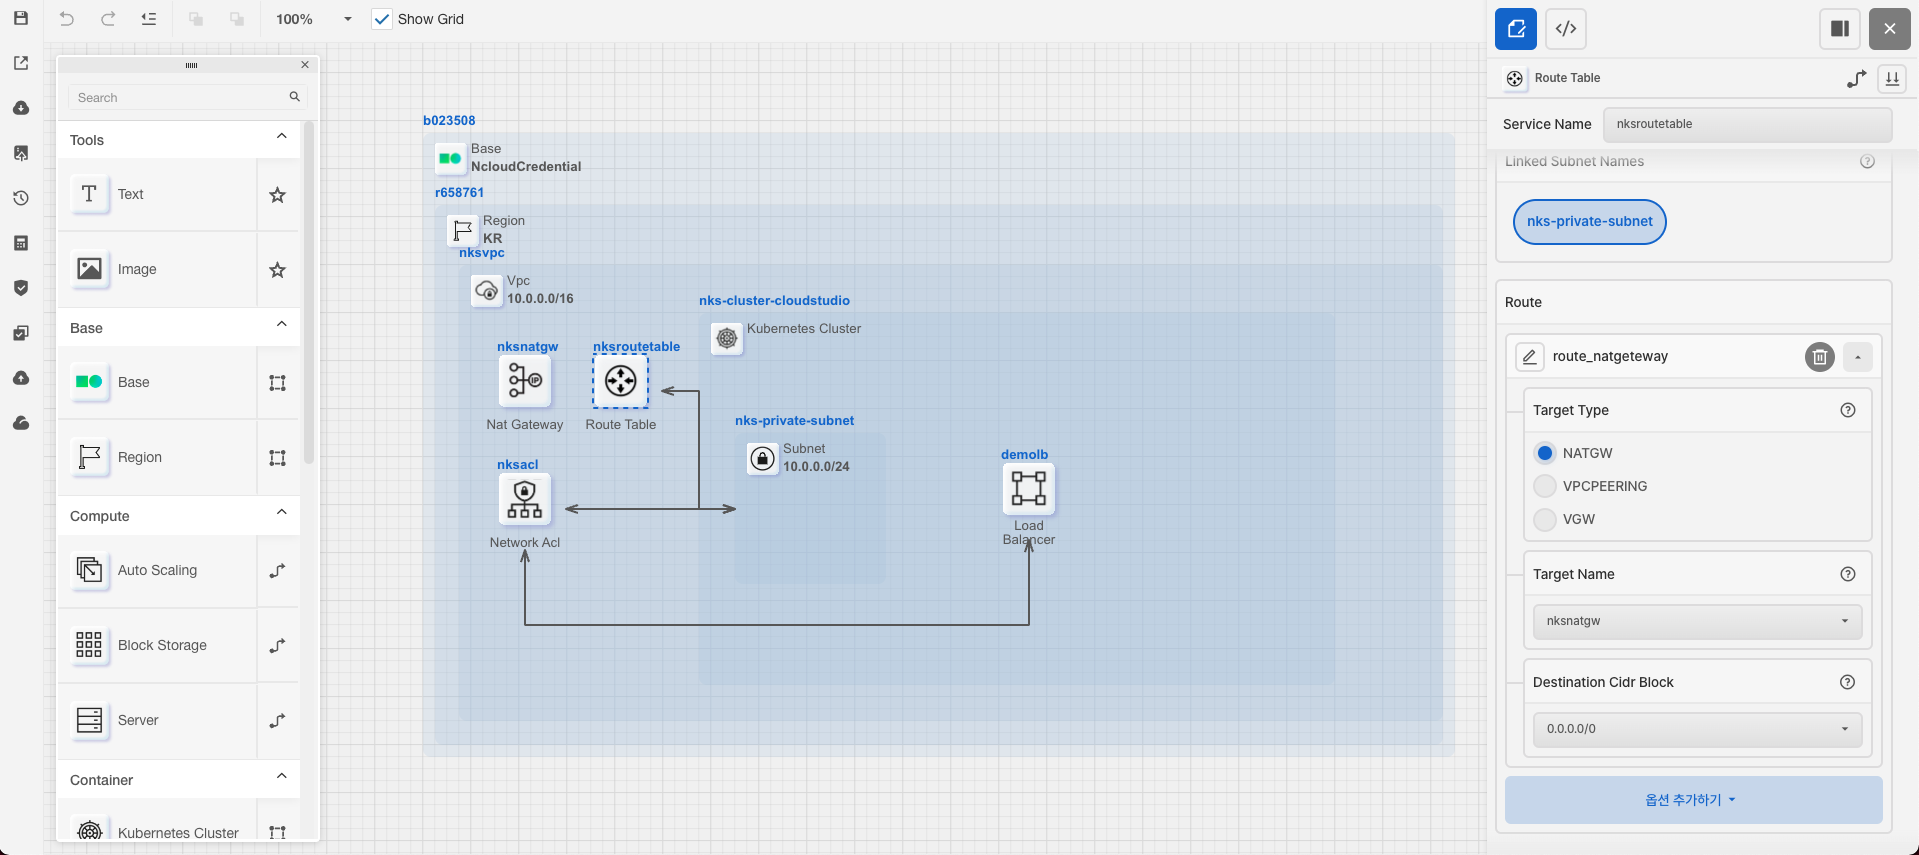 100%
Show Grid
Search
Tools
Text
Image
Base
Base
Region
Compute
Auto Scaling
Block Storage
Server
Container
Kubernetes Cluster
b023508
Base
NcloudCredential
r658761
Region
KR
nksvpc
Vpc
10.0.0.0/16
nks-cluster-cloudstudio
Kubernetes Cluster
nksnatgw
IP
Nat Gateway
nksroutetable
Route Table
nks-private-subnet
Subnet
10.0.0.0/24
nksacl
Network Acl
demolb
Load
Balancer
Route Table
Service Name
nksroutetable
Linked Subnet Names
nks-private-subnet
Route
route_natgeteway
Target Type
NATGW
VPCPEERING
VGW
Target Name
nksnatgw
Destination Cidr Block
0.0.0.0/0
옵션 추가하기